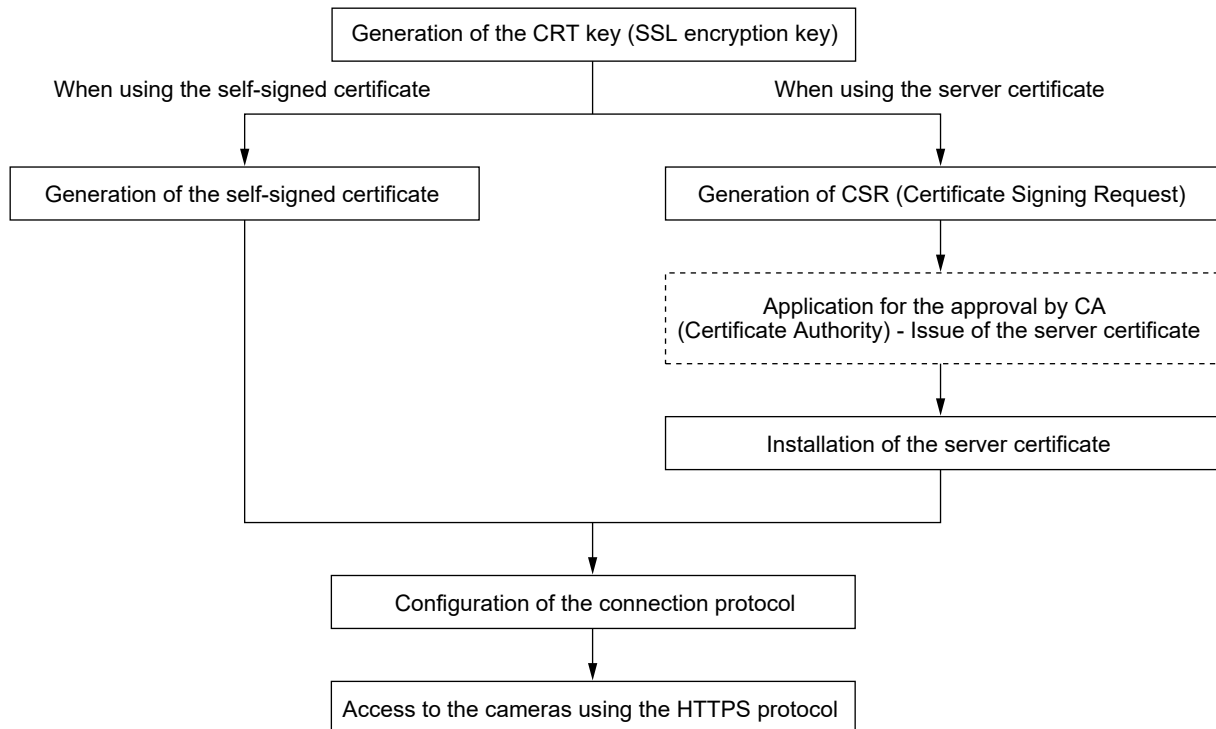 Generation of the CRT key (SSL encryption key)
When using the self-signed certificate
When using the server certificate
Generation of the self-signed certificate
Generation of CSR (Certificate Signing Request)
Application for the approval by CA
(Certificate Authority) - Issue of the server certificate
Installation of the server certificate
Configuration of the connection protocol
Access to the cameras using the HTTPS protocol